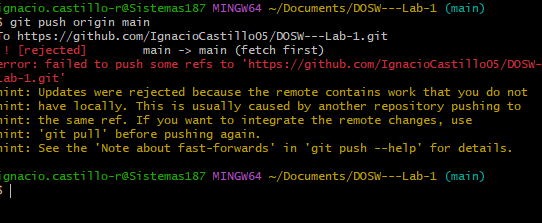 ignacio.castillo-r@Sistemas187 MINGW64 ~/Documents/DOSW---Lab-1 (main)
$ git push origin main
To https://github.com/IgnacioCastillo05/DOSW---Lab-1.git
! [rejected]        main -> main (fetch first)
error: failed to push some refs to 'https://github.com/IgnacioCastillo05/DOSW---
Lab-1.git'
hint: Updates were rejected because the remote contains work that you do not
hint: have locally. This is usually caused by another repository pushing to
hint: the same ref. If you want to integrate the remote changes, use
hint: 'git pull' before pushing again.
hint: See the 'Note about fast-forwards' in 'git push --help' for details.
ignacio.castillo-r@Sistemas187 MINGW64 ~/Documents/DOSW---Lab-1 (main)
$